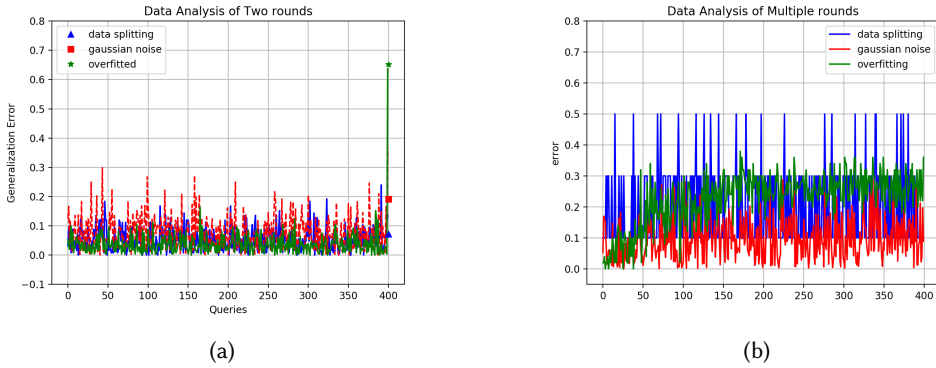 Data Analysis of Two rounds
0.8
0.7
0.6
0.5
0.4
0.3
0.2
0.1
0.0
−0.1
Generalization Error
data splitting
gaussian noise
overfitted
0 50 100 150 200 250 300 350 400
Queries
(a)
Data Analysis of Multiple rounds
0.8
0.7
0.6
0.5
0.4
0.3
0.2
0.1
0.0
error
data splitting
gaussian noise
overfitting
0 50 100 150 200 250 300 350 400
(b)